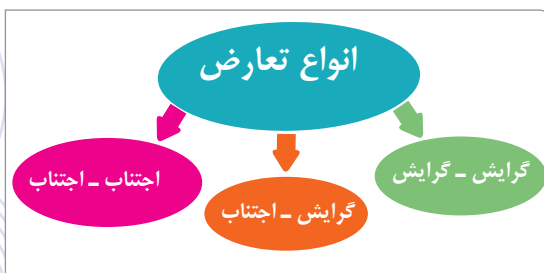 انواع تعارض
گرایش ـ گرایش
گرایش ـ اجتناب
اجتناب ـ اجتناب